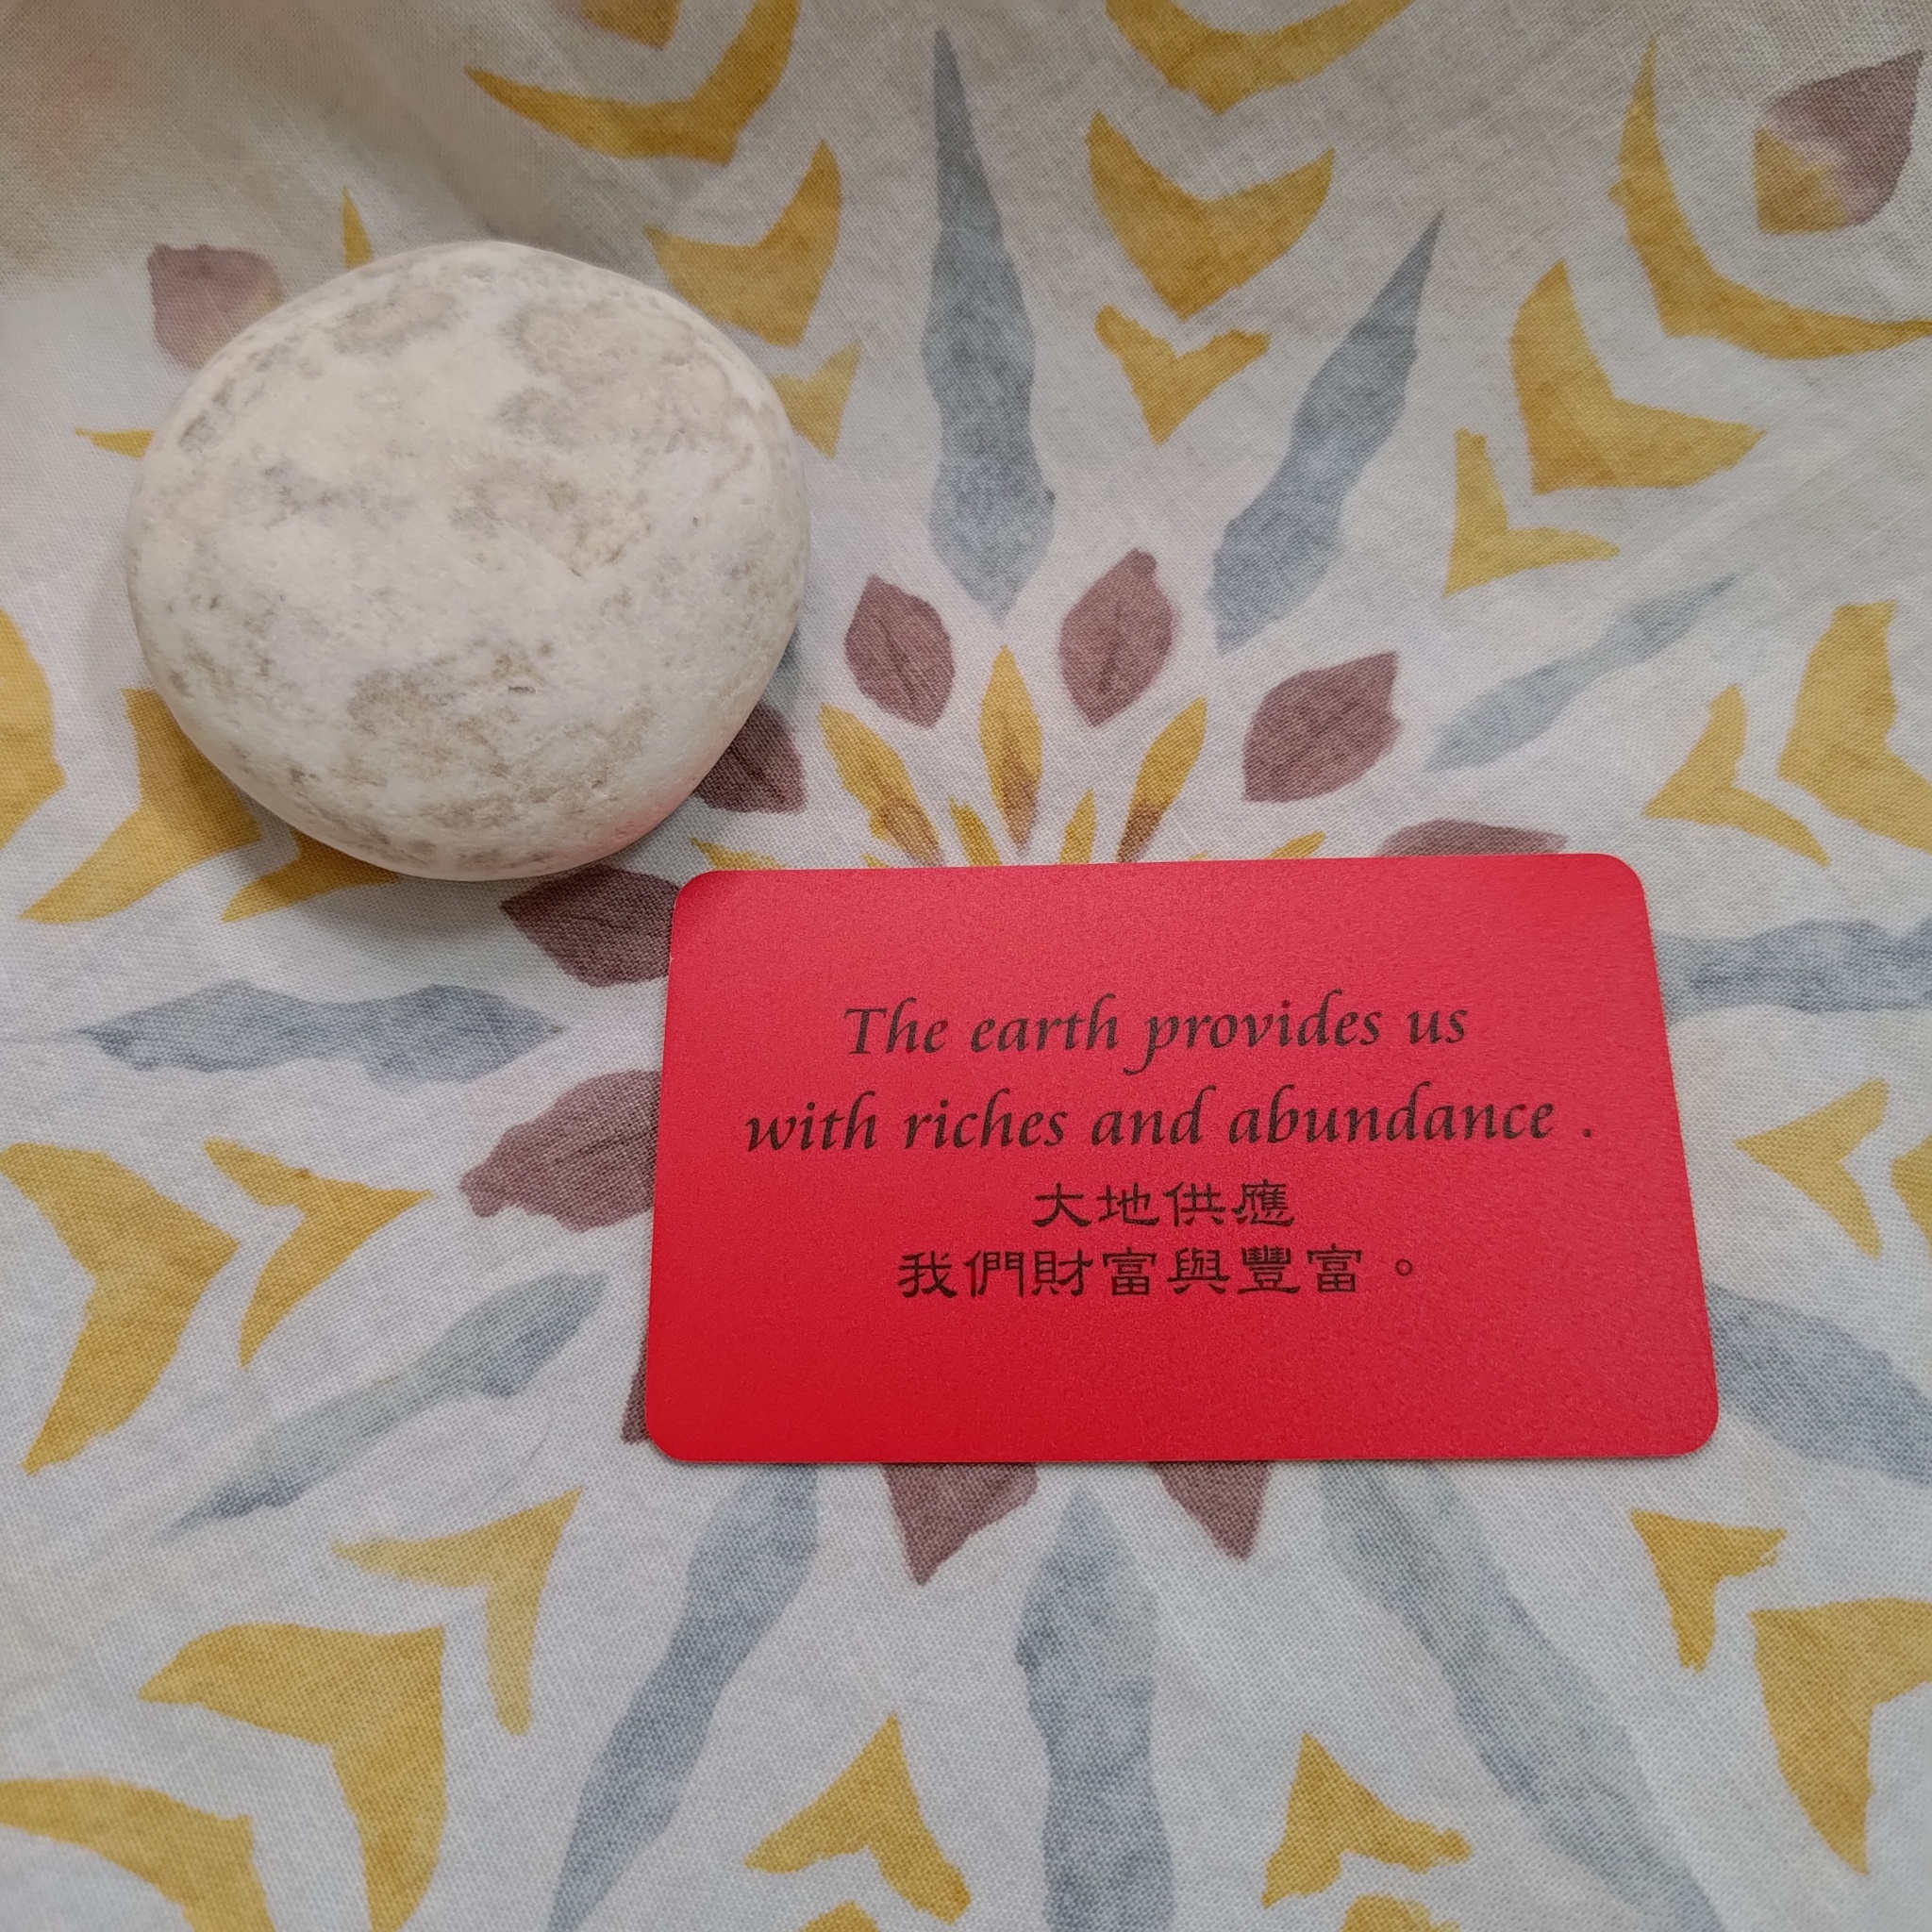 The earth provides us
with riches and abundance .
大地供應
我們財富與豐富。